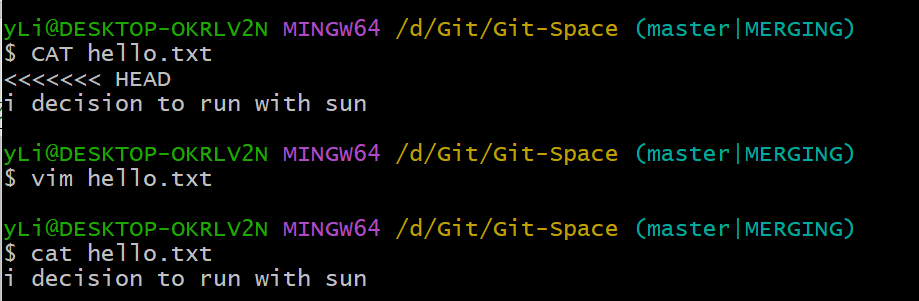 yLi@DESKTOP-OKRLV2N MINGW64 /d/Git/Git-Space (master|MERGING)
$ CAT hello.txt
<<<<<<< HEAD
i decision to run with sun
yLi@DESKTOP-OKRLV2N MINGW64 /d/Git/Git-Space (master|MERGING)
$ vim hello.txt
yLi@DESKTOP-OKRLV2N MINGW64 /d/Git/Git-Space (master|MERGING)
$ cat hello.txt
i decision to run with sun